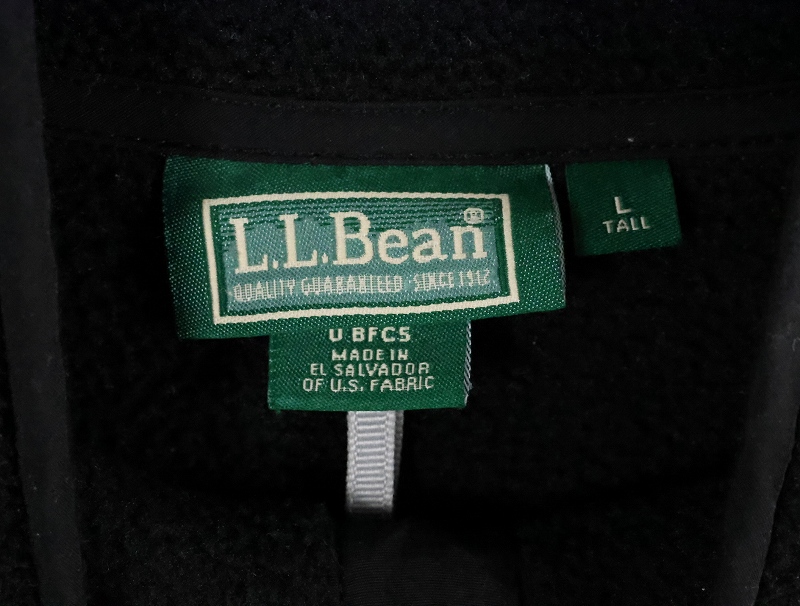 L.L.Bean®
QUALITY GUARANTEED SINCE 1912
L
TALL
U BFC5
MADE IN
EL SALVADOR
OF U.S. FABRIC